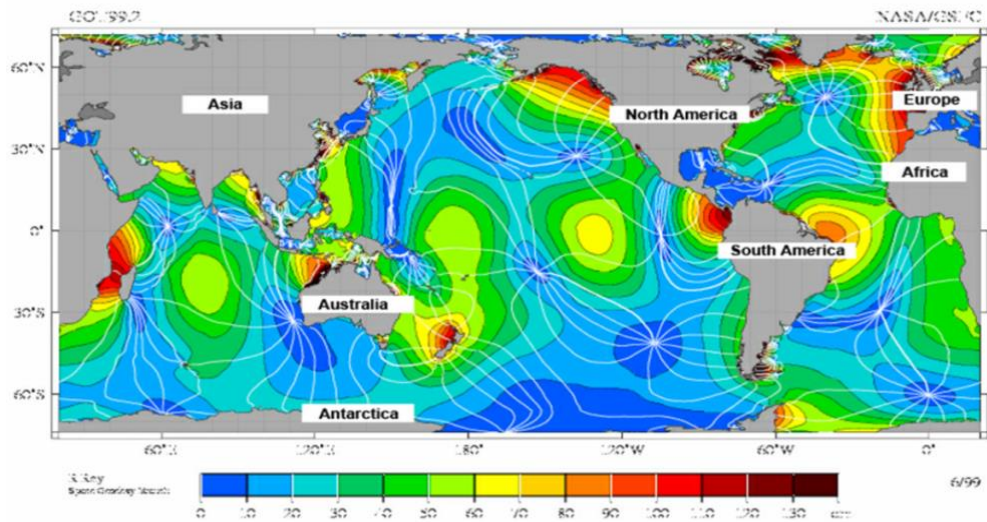 GOT99.2 NASA/GSFC
60°N
Asia
Europe
North America
30°N
Africa
0°
South America
Australia
30°S
60°S
Antarctica
60°E 120°E 180° 120°W 60°W 0°
R Ray
6/99
0 10 20 30 40 50 60 70 80 90 100 110 120 130 cm